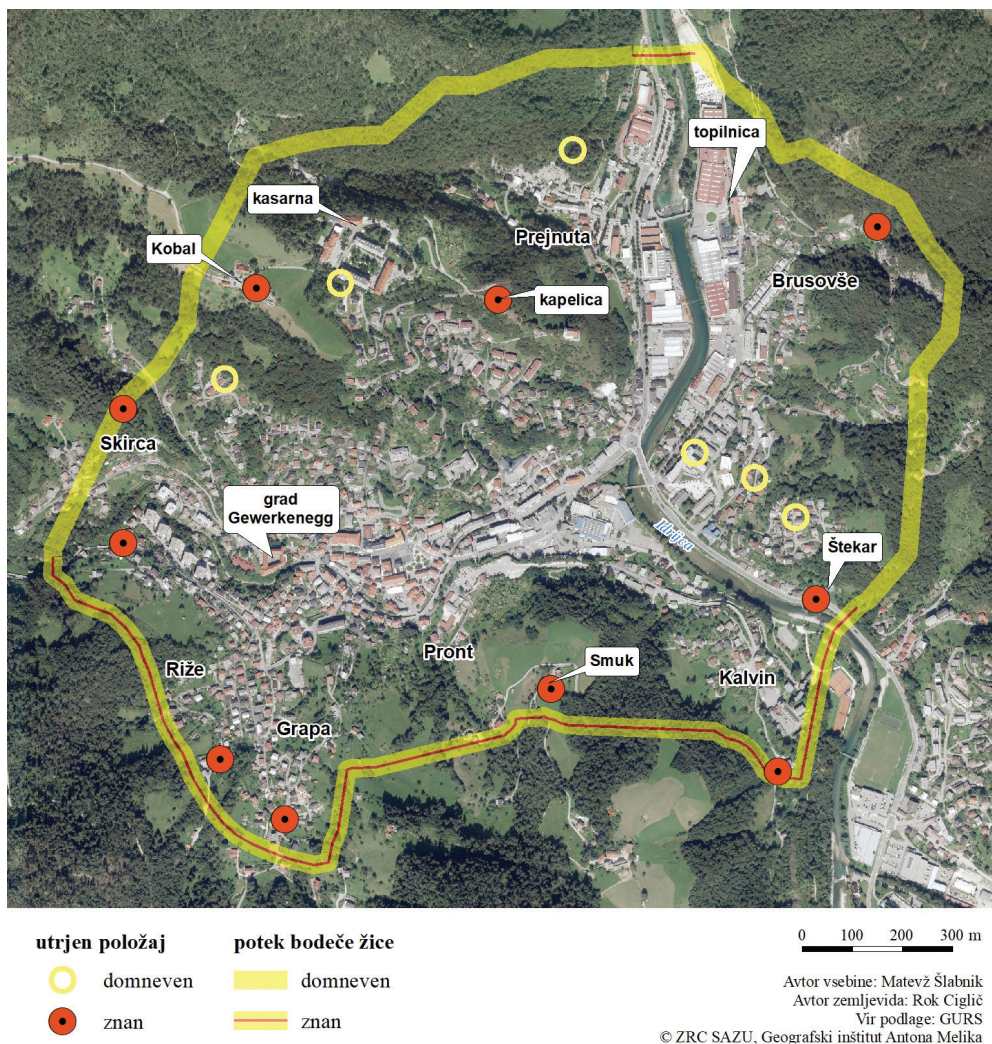 topilnica
kasarna
Prejnuta
Kobal
Brusovše
kapelica
Skirca
grad
Gewerkenegg
Idrijca
Štekar
Pront
Smuk
Riže
Kalvin
Grapa
utrjen položaj
domneven
znan
potek bodeče žice
domneven
znan
0 100 200 300 m
Avtor vsebine: Matevž Šlabnik
Avtor zemljevida: Rok Ciglič
Vir podlage: GURS
© ZRC SAZU, Geografski inštitut Antona Melika